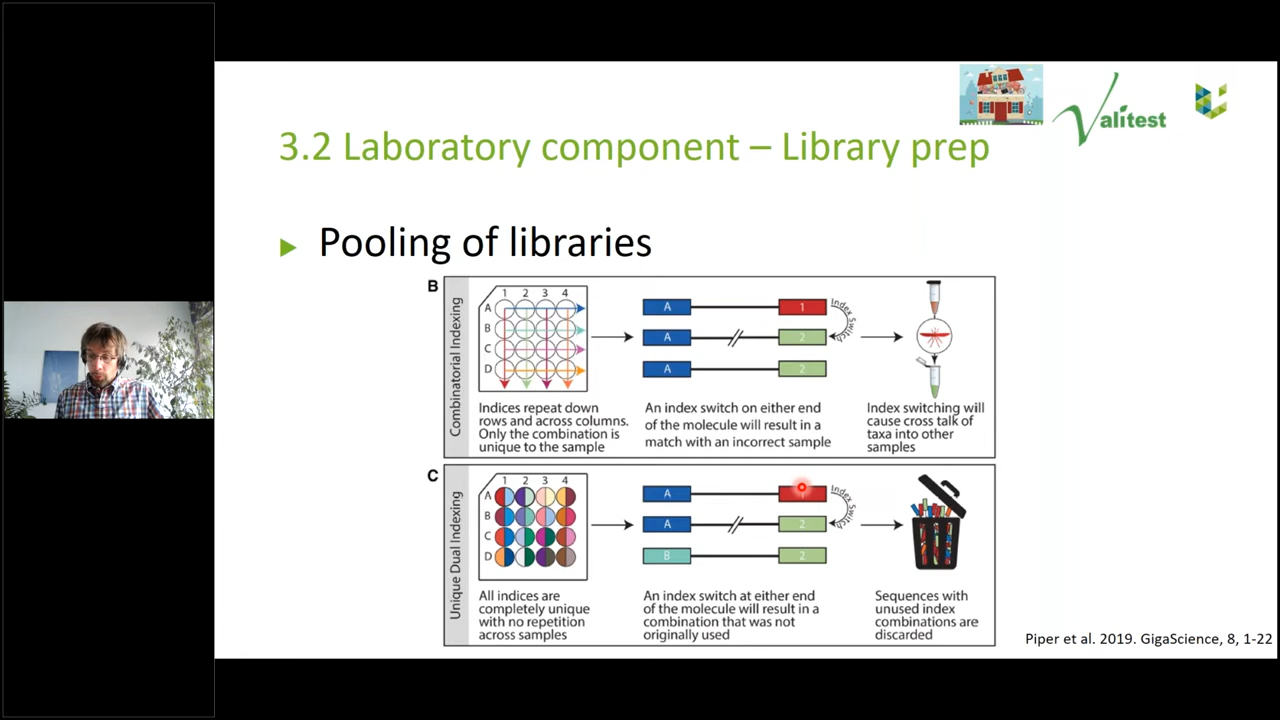 Valitest
3.2 Laboratory component – Library prep
Pooling of libraries
B
Combinatorial Indexing
1 2 3 4
A
B
C
D
A 1
A 2
A 2
Index Switch
Indices repeat down
rows and across columns.
Only the combination is
unique to the sample
An index switch on either end
of the molecule will result in a
match with an incorrect sample
Index switching will
cause cross talk of
taxa into other
samples
C
Unique Dual Indexing
1 2 3 4
A
B
C
D
A 1
A 2
B 2
Index Switch
All indices are
completely unique
with no repetition
across samples
An index switch at either end
of the molecule will result in a
combination that was not
originally used
Sequences with
unused index
combinations are
discarded
Piper et al. 2019. GigaScience, 8, 1-22